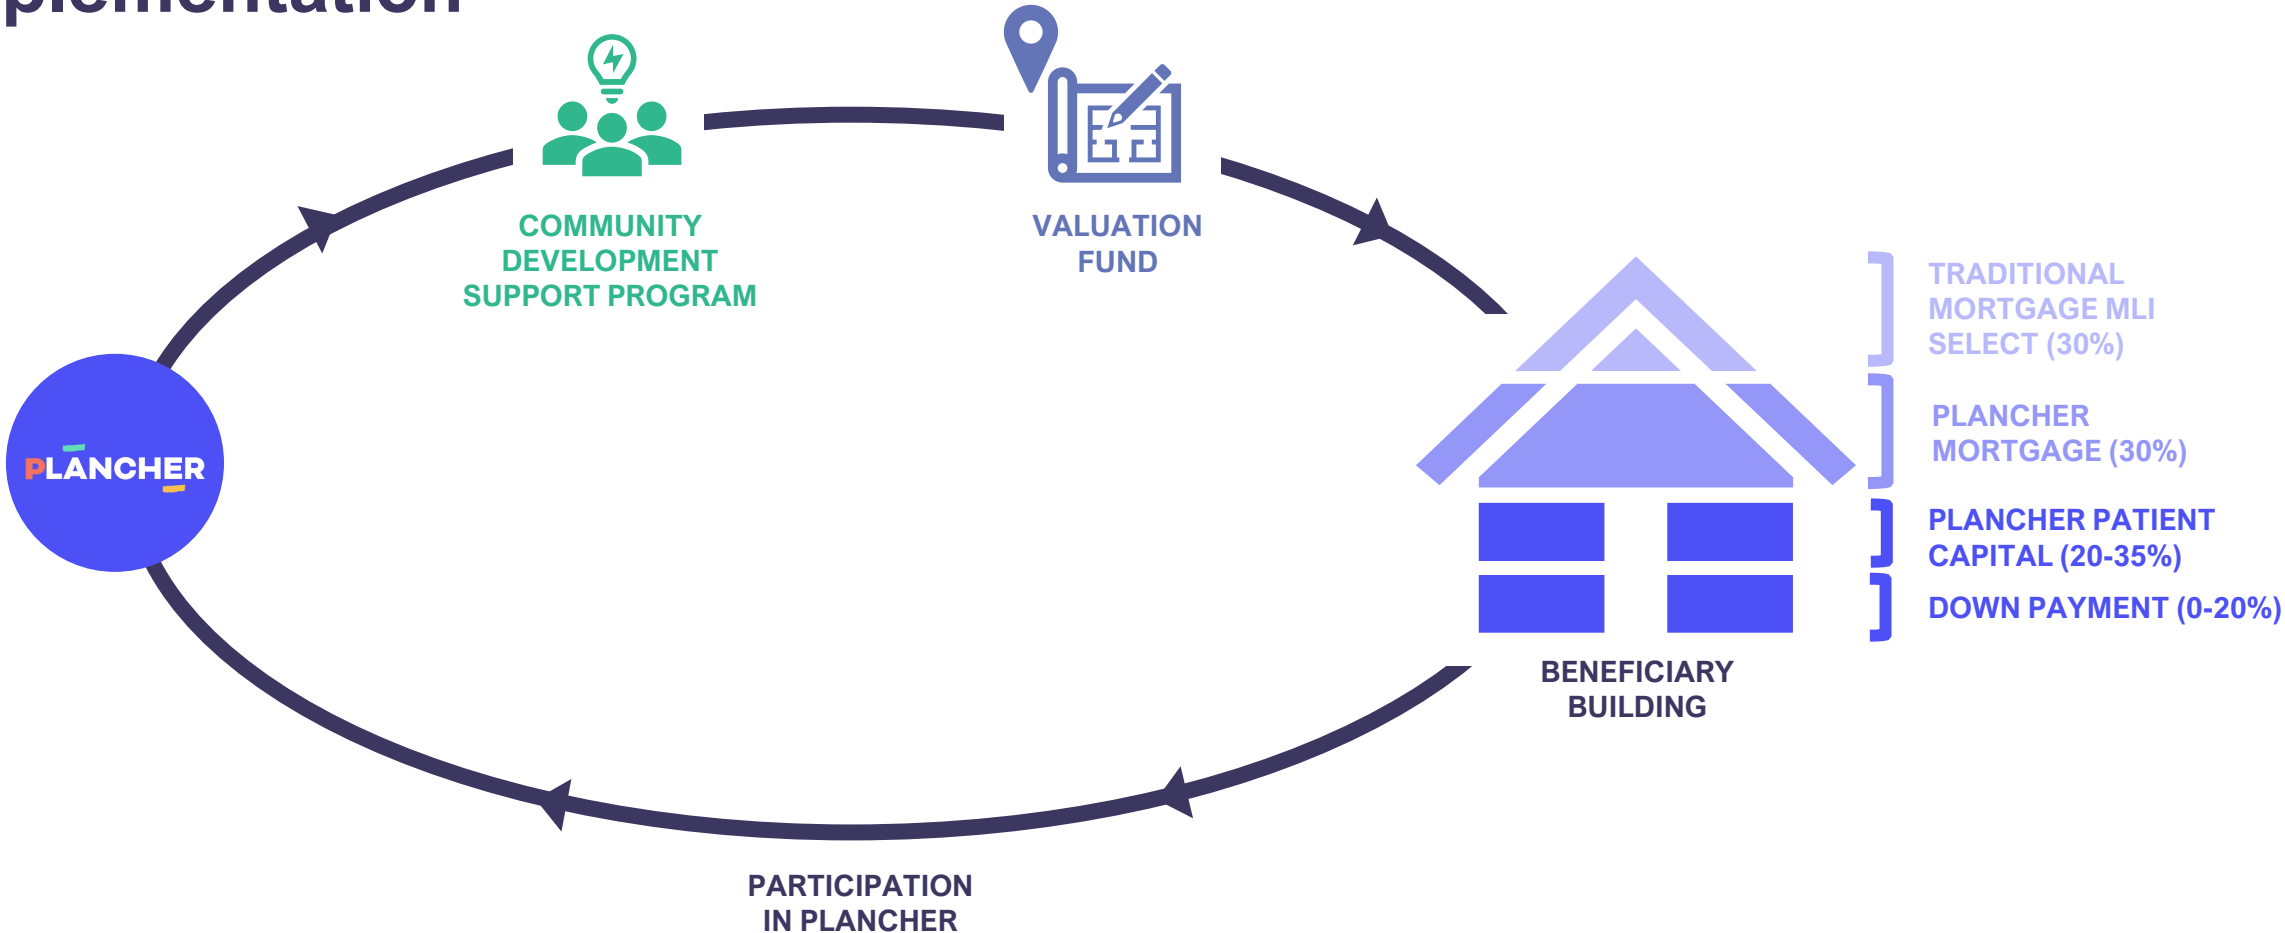 plementation
COMMUNITY
DEVELOPMENT
SUPPORT PROGRAM
VALUATION
FUND
TRADITIONAL
MORTGAGE MLI
SELECT (30%)
PLANCHER
MORTGAGE (30%)
PLANCHER PATIENT
CAPITAL (20-35%)
DOWN PAYMENT (0-20%)
PLANCHER
BENEFICIARY
BUILDING
PARTICIPATION
IN PLANCHER